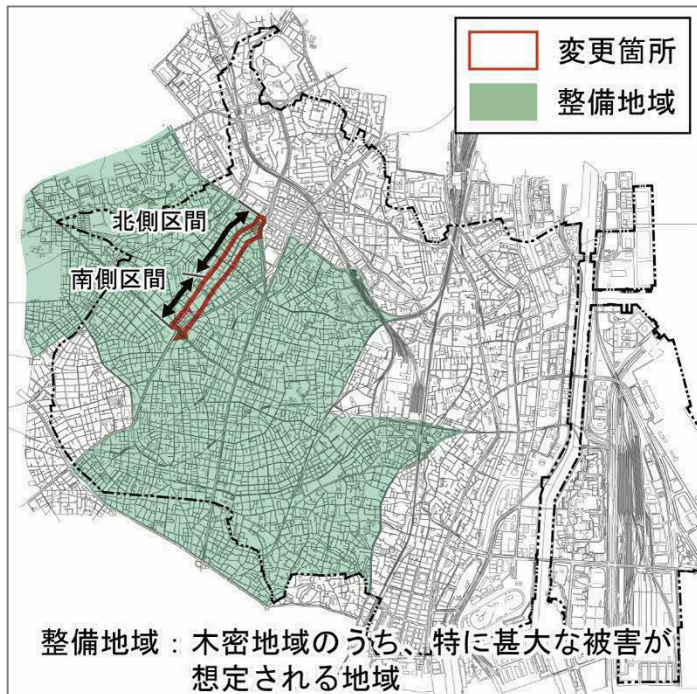 変更箇所
整備地域
北側区間
南側区間
整備地域：木密地域のうち、特に甚大な被害が
想定される地域